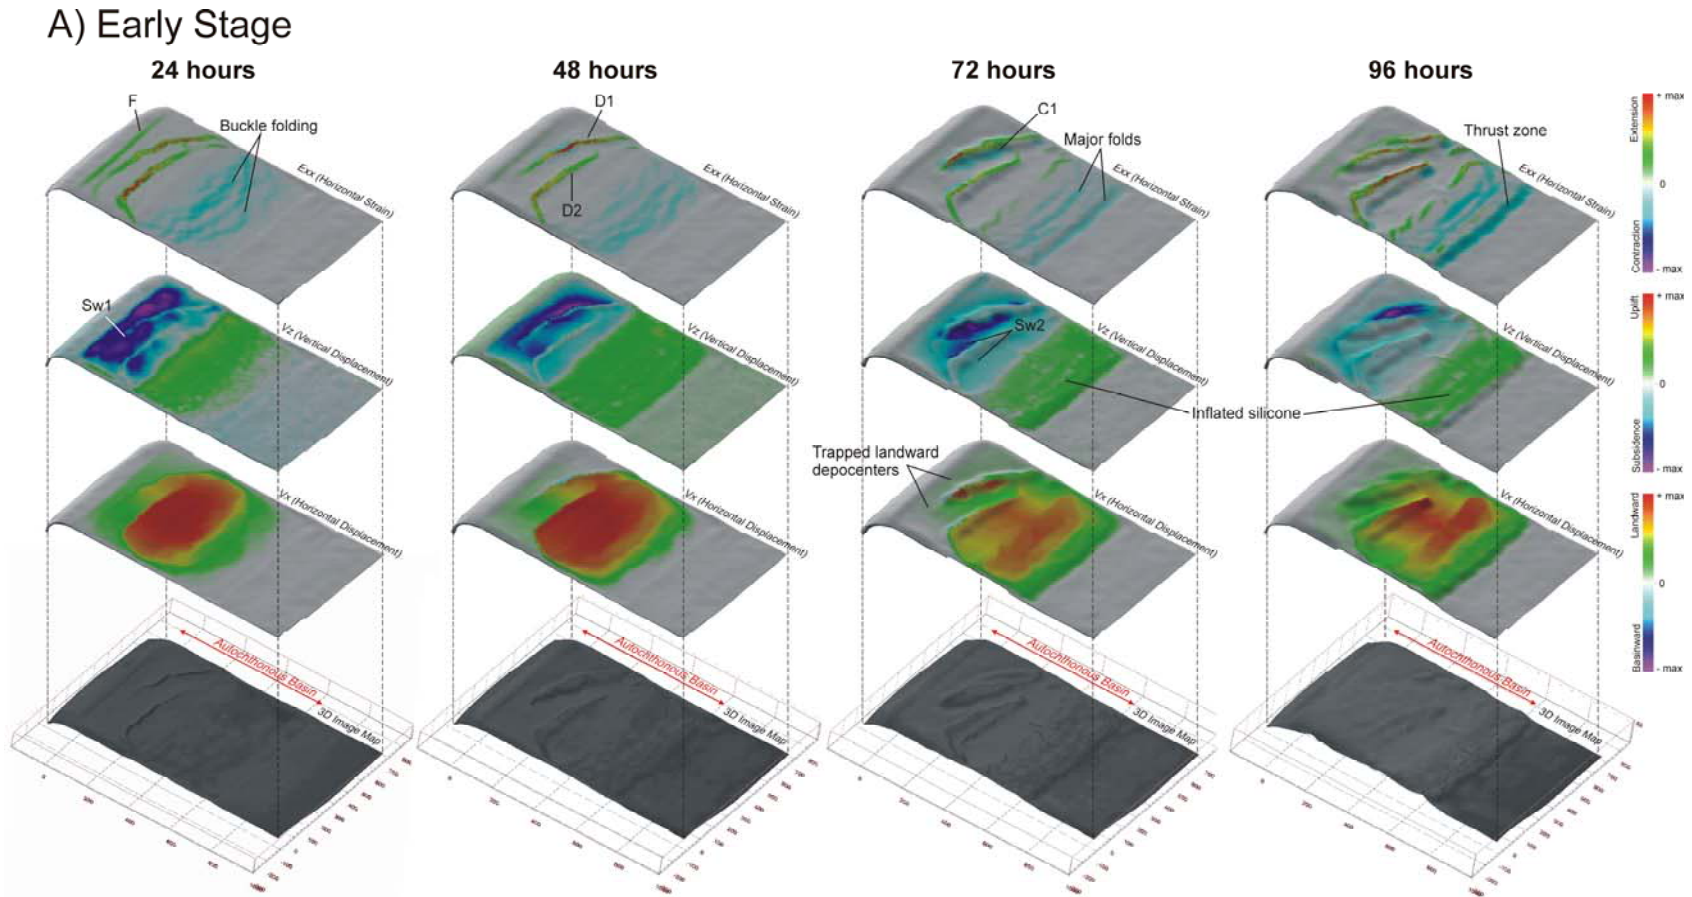 A) Early Stage
24 hours
48 hours
72 hours
96 hours
F
Buckle folding
D1
D2
C1
Major folds
Thrust zone
Exx (Horizontal Strain)
Exx (Horizontal Strain)
Exx (Horizontal Strain)
Exx (Horizontal Strain)
Extension
+ max
0
Contraction
- max
Sw1
Sw2
Vz (Vertical Displacement)
Vz (Vertical Displacement)
Vz (Vertical Displacement)
Vz (Vertical Displacement)
Inflated silicone
Uplift
+ max
0
Subsidence
- max
Trapped landward
depocenters
Vx (Horizontal Displacement)
Vx (Horizontal Displacement)
Vx (Horizontal Displacement)
Vx (Horizontal Displacement)
Landward
+ max
0
Basinward
- max
Autochthonous Basin
Autochthonous Basin
Autochthonous Basin
Autochthonous Basin
3D Image Map
3D Image Map
3D Image Map
3D Image Map